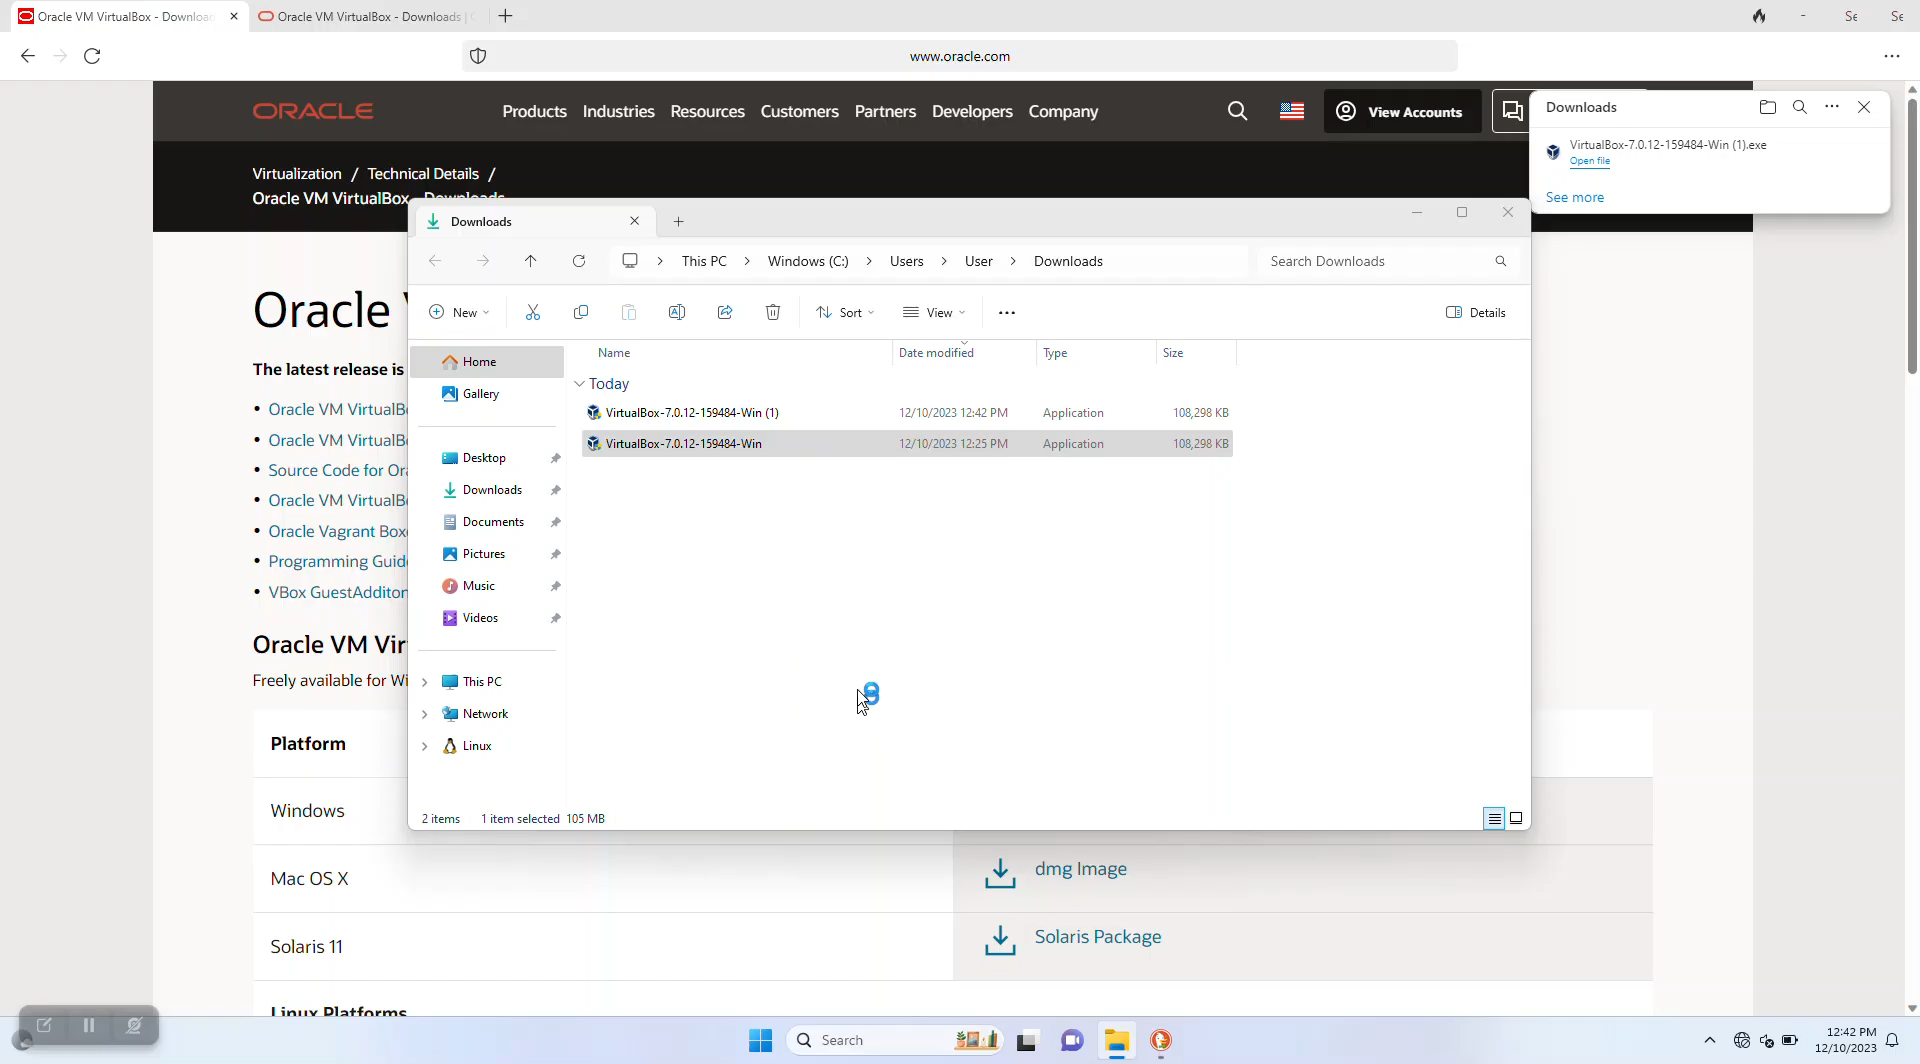 Oracle VM VirtualBox - Downloa
Oracle VM VirtualBox - Downloads |
Se
Se
www.oracle.com
ORACLE
Products
Industries
Resources
Customers
Partners
Developers
Company
View Accounts
Downloads
VirtualBox-7.0.12-159484-Win (1).exe
Open file
See more
Virtualization / Technical Details /
Oracle VM VirtualBox - Downloads
Downloads
This PC > Windows (C:) > Users > User > Downloads
Search Downloads
New
Sort
View
Details
Home
Gallery
Desktop
Downloads
Documents
Pictures
Music
Videos
This PC
Network
Linux
Name
Date modified
Type
Size
Today
VirtualBox-7.0.12-159484-Win (1)
12/10/2023 12:42 PM
Application
108,298 KB
VirtualBox-7.0.12-159484-Win
12/10/2023 12:25 PM
Application
108,298 KB
2 items
1 item selected 105 MB
Oracle V
The latest release is
• Oracle VM VirtualB
• Oracle VM VirtualB
• Source Code for Ora
• Oracle VM VirtualB
• Oracle Vagrant Box
• Programming Guid
• VBox GuestAdditon
Oracle VM Vir
Freely available for Wi
Platform
Windows
Mac OS X
dmg Image
Solaris 11
Solaris Package
Linux Platforms
Search
12:42 PM
12/10/2023